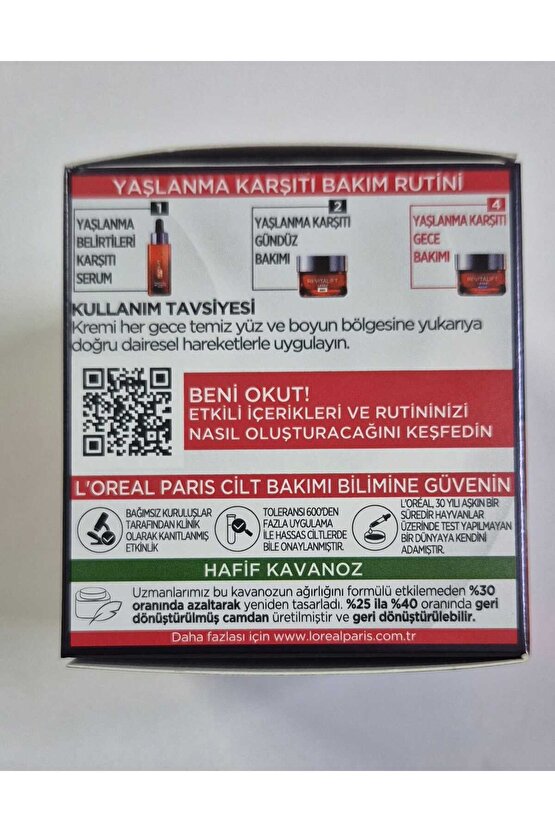 YAŞLANMA KARŞITI BAKIM RUTİNİ
1
YAŞLANMA
BELİRTİLERİ
KARŞITI
SERUM
2
YAŞLANMA KARŞITI
GÜNDÜZ
BAKIMI
REVITALIFT
4
YAŞLANMA KARŞITI
GECE
BAKIMI
REVITALIFT
KULLANIM TAVSİYESİ
Kremi her gece temiz yüz ve boyun bölgesine yukarıya
doğru dairesel hareketlerle uygulayın.
BENİ OKUT!
ETKİLİ İÇERİKLERİ VE RUTİNİNİZİ
NASIL OLUŞTURACAĞINI KEŞFEDİN
L'OREAL PARIS CİLT BAKIMI BİLİMİNE GÜVENİN
BAĞIMSIZ KURULUŞLAR
TARAFINDAN KLİNİK
OLARAK KANITLANMIŞ
ETKİNLİK
TOLERANSI 600'DEN
FAZLA UYGULAMA
İLE HASSAS CİLTLERDE
BİLE ONAYLANMIŞTIR.
L'ORÉAL, 30 YILI AŞKIN BİR
SÜREDİR HAYVANLAR
ÜZERİNDE TEST YAPILMAYAN
BİR DÜNYAYA KENDİNİ
ADAMIŞTIR.
HAFİF KAVANOZ
Uzmanlarımız bu kavanozun ağırlığını formülü etkilemeden %30
oranında azaltarak yeniden tasarladı. %25 ila %40 oranında geri
dönüştürülmüş camdan üretilmiştir ve geri dönüştürülebilir.
Daha fazlası için www.lorealparis.com.tr